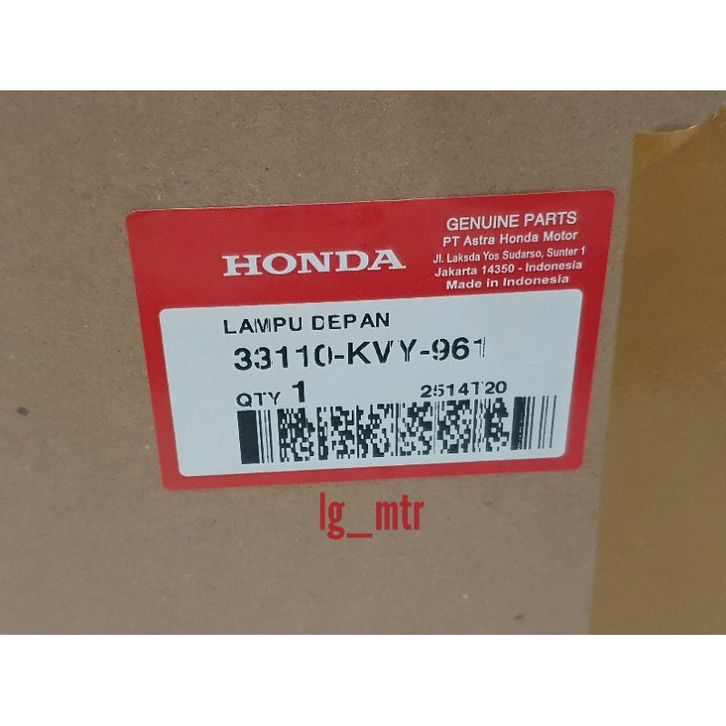 HONDA
GENUINE PARTS
PT Astra Honda Motor
Jl. Laksda Yos Sudarso, Sunter 1
Jakarta 14350 - Indonesia
Made in Indonesia
LAMPU DEPAN
33110-KVY-961
QTY 1
2514T20
lg_mtr